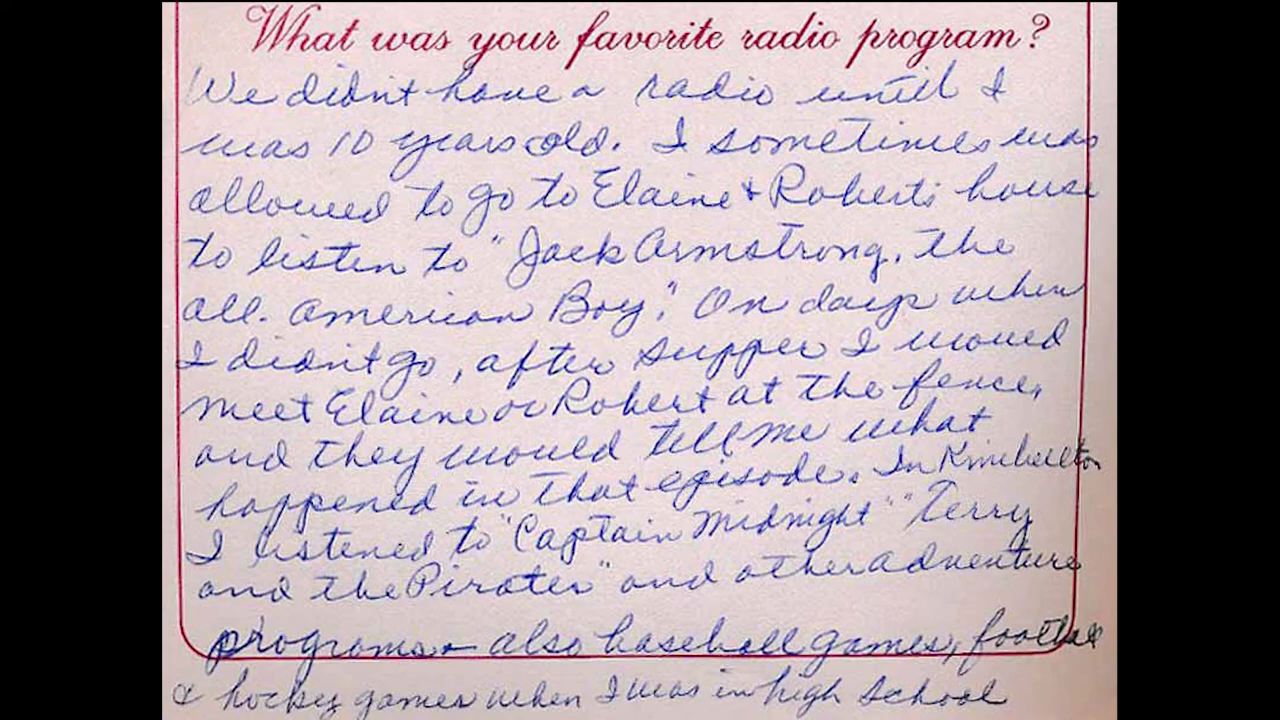 What was your favorite radio program?
We didn't have a radio until I
was 10 years old. I sometimes was
allowed to go to Elaine & Robert's house
to listen to "Jack Armstrong, the
all. American Boy." On days when
I didn't go, after supper I would
meet Elaine or Robert at the fence,
and they would tell me what
happened in that episode. In Kimballton
I listened to "Captain Midnight" "Terry
and the Pirates" and other adventure
programs & also baseball games, football
& hockey games when I was in high school